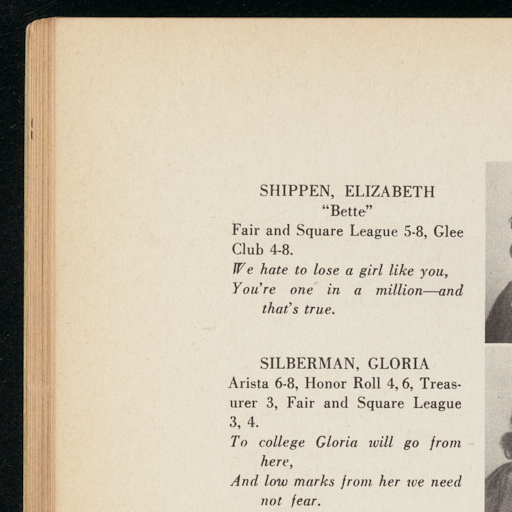 SHIPPEN, ELIZABETH
“Bette”
Fair and Square League 5-8, Glee
Club 4-8.
We hate to lose a girl like you,
You're one in a million—and
that's true.
SILBERMAN, GLORIA
Arista 6-8, Honor Roll 4, 6, Treas-
urer 3, Fair and Square League
3, 4.
To college Gloria will go from
here,
And low marks from her we need
not fear.